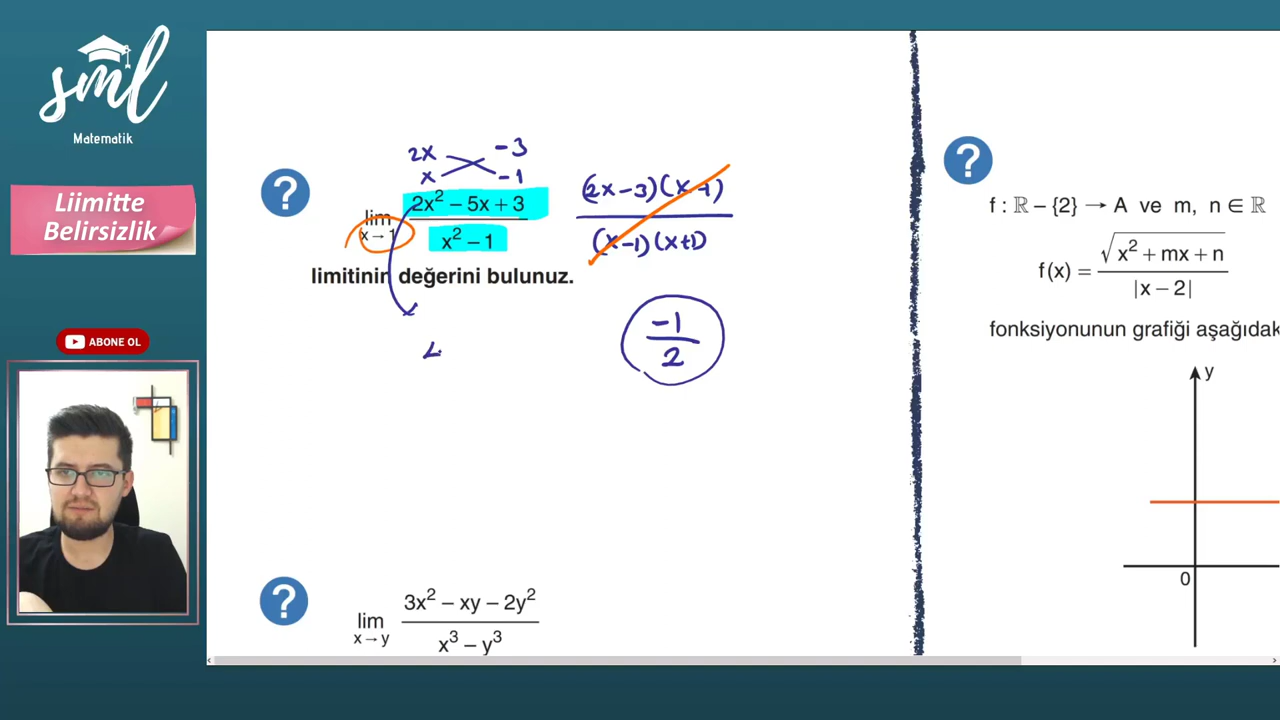 sml
Matematik
Liimitte
Belirsizlik
ABONE OL
2x -3
x -1
lim x→1 2x² − 5x + 3 / x² − 1
(2x − 3)(x − 1)
(x − 1)(x + 1)
limitinin değerini bulunuz.
4
-1
2
lim x→y 3x² − xy − 2y² / x³ − y³
f : ℝ − {2} → A ve m, n ∈ ℝ
f(x) = √x² + mx + n / |x − 2|
fonksiyonunun grafiği aşağıdak
y
0